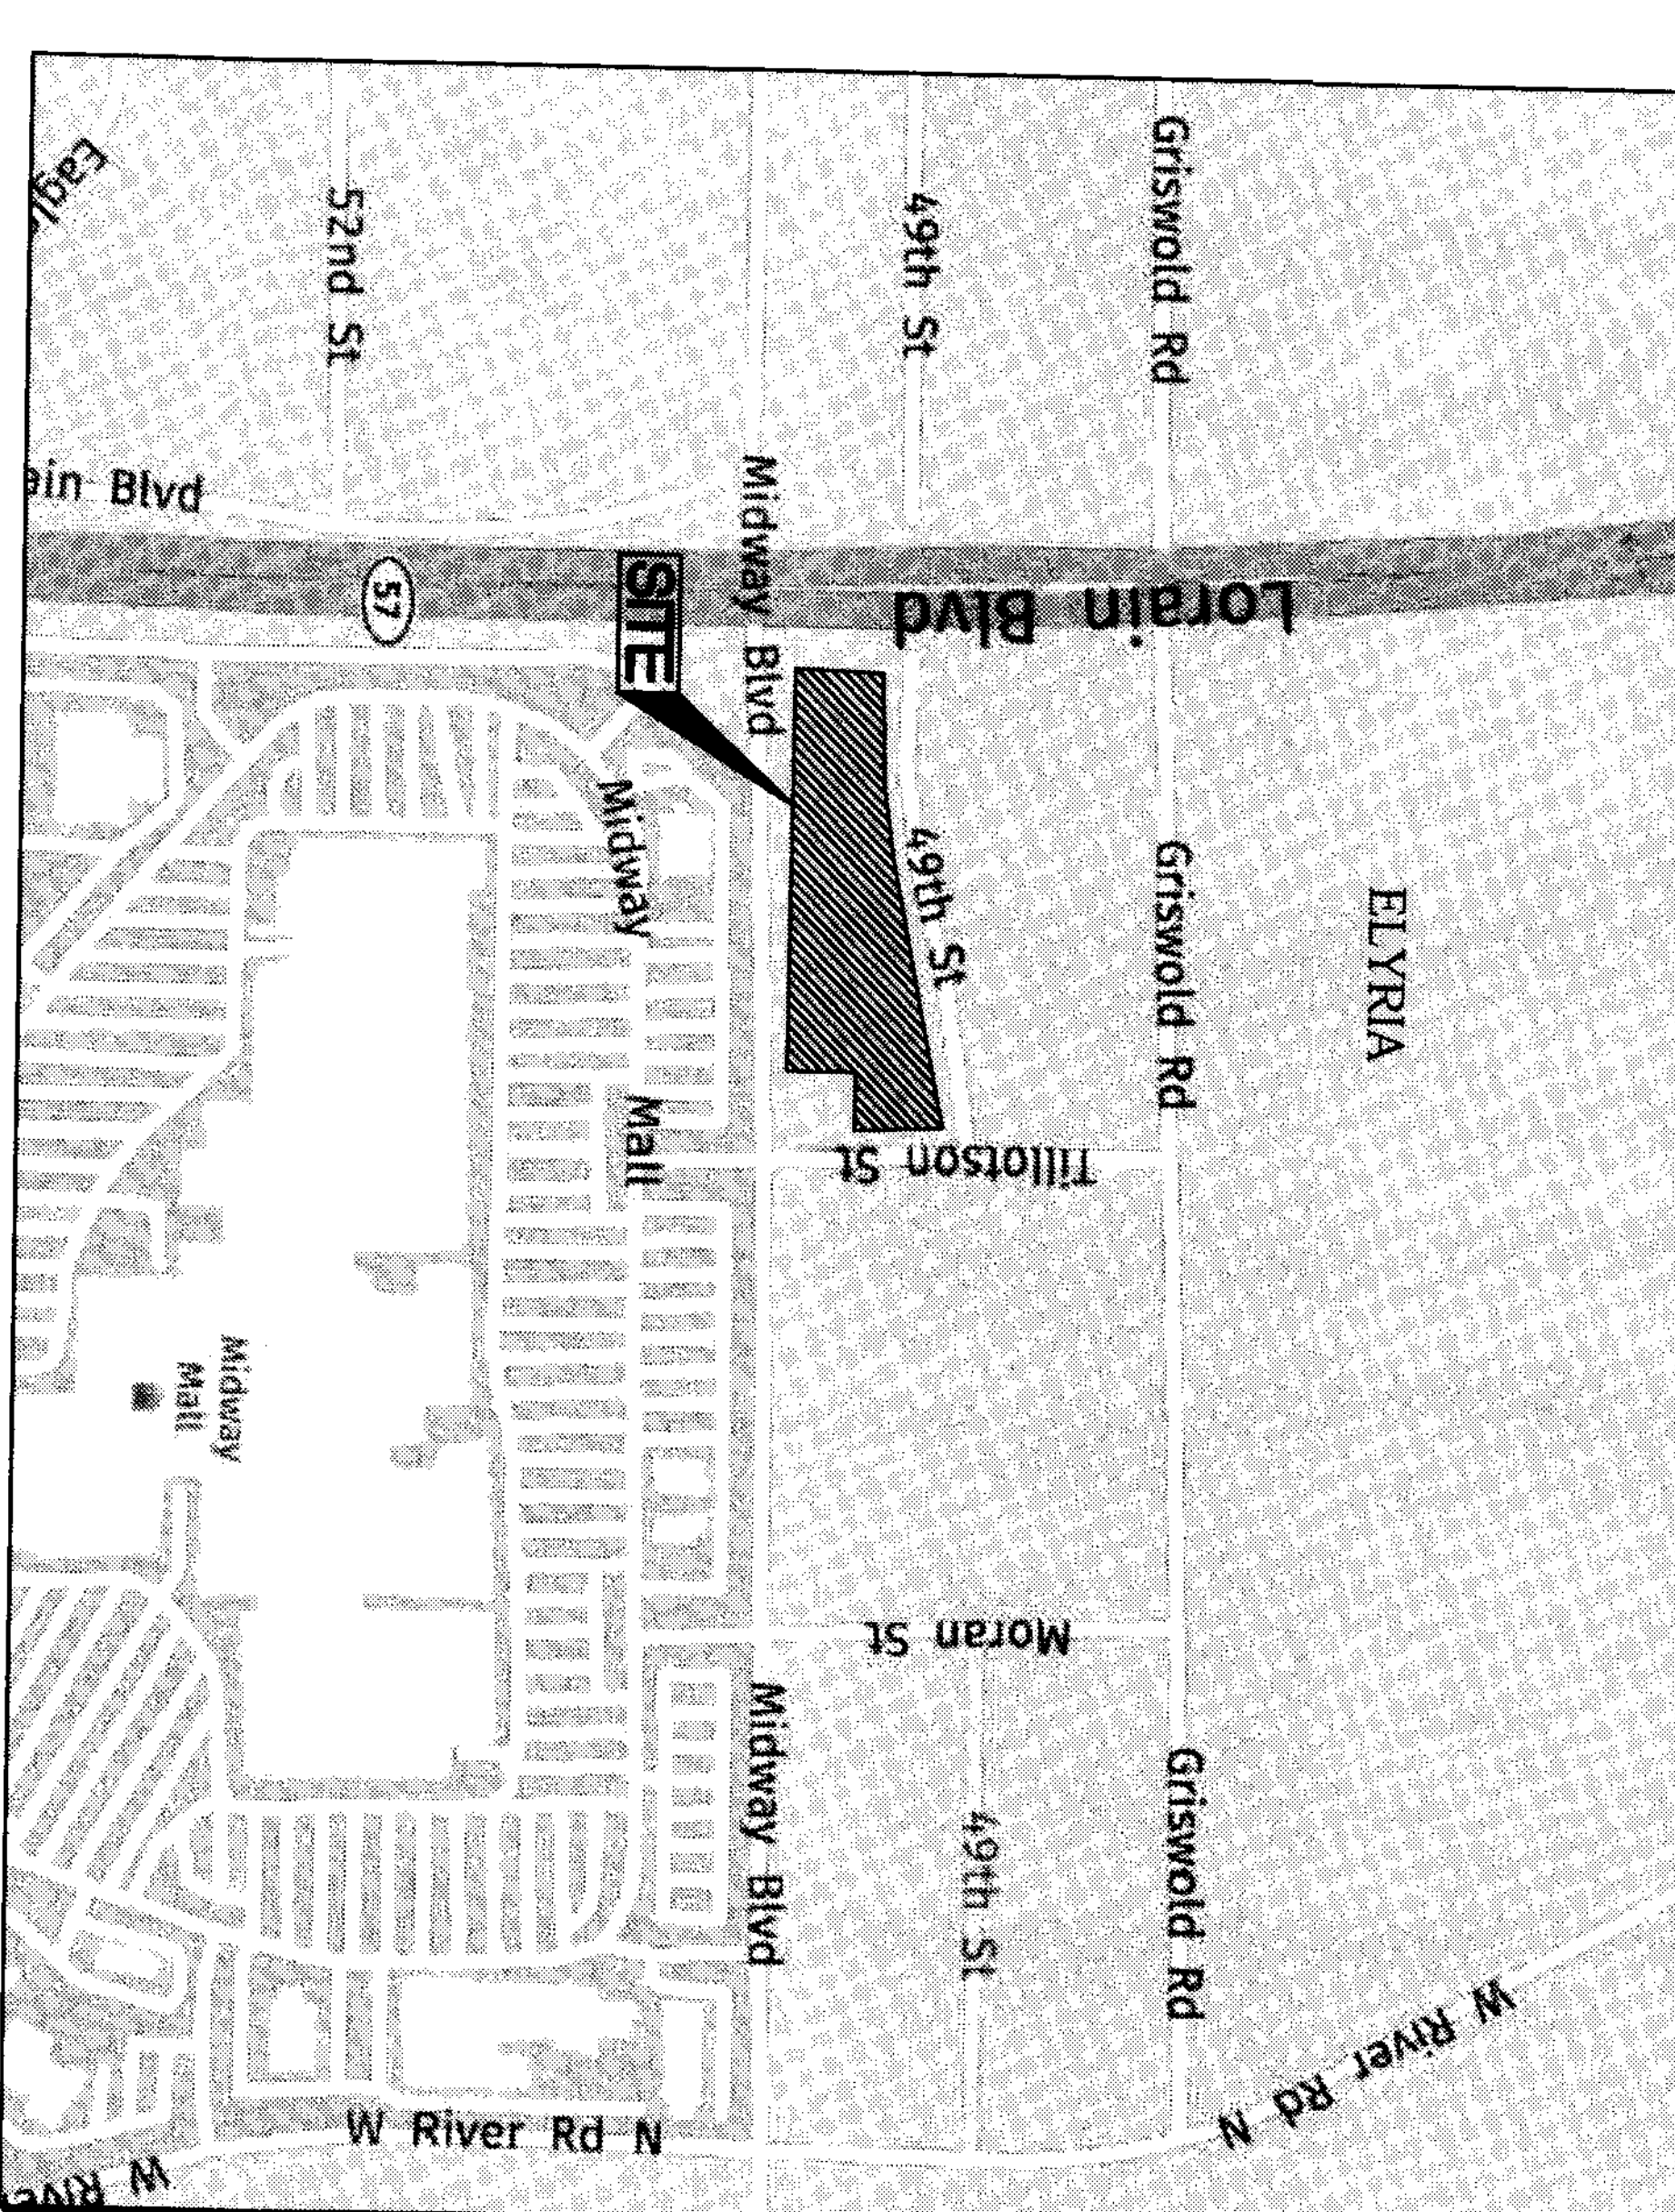 Eagle
52nd St
49th St
Griswold Rd
ain Blvd
57
SITE
Midway Blvd
Lorain Blvd
Midway
Mall
49th St
Griswold Rd
ELYRIA
Tillotson St
Midway
Mall
Moran St
Midway Blvd
49th St
Griswold Rd
W River Rd N
W River Rd N
W Rive